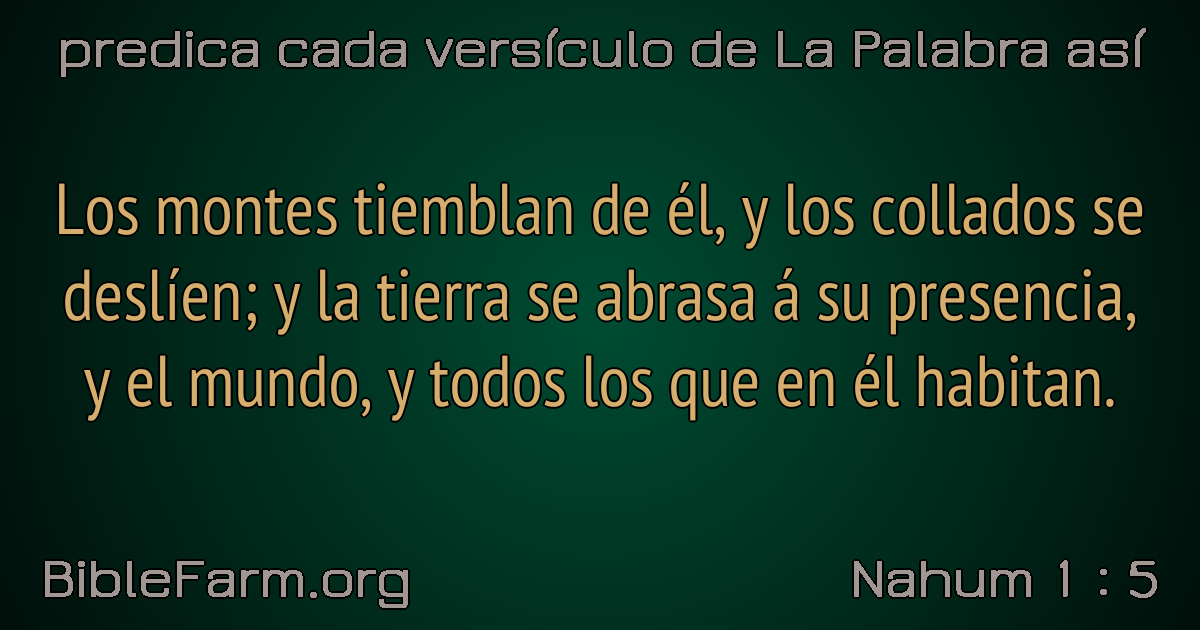 predica cada versículo de La Palabra así
Los montes tiemblan de él, y los collados se
deslíen; y la tierra se abrasa á su presencia,
y el mundo, y todos los que en él habitan.
BibleFarm.org
Nahum 1 : 5